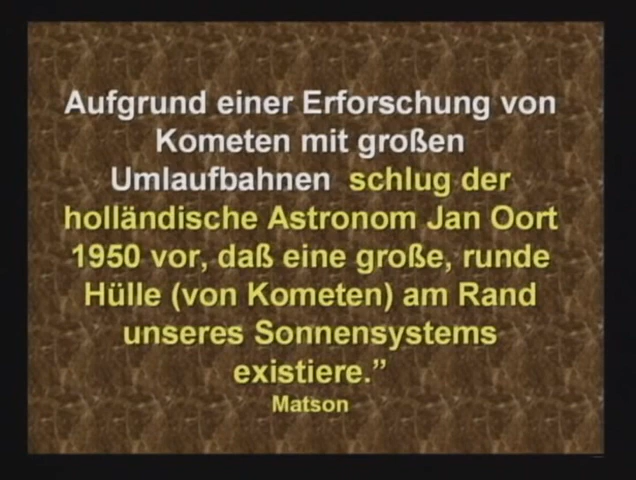 Aufgrund einer Erforschung von
Kometen mit großen
Umlaufbahnen schlug der
holländische Astronom Jan Oort
1950 vor, daß eine große, runde
Hülle (von Kometen) am Rand
unseres Sonnensystems
existiere.”
Matson